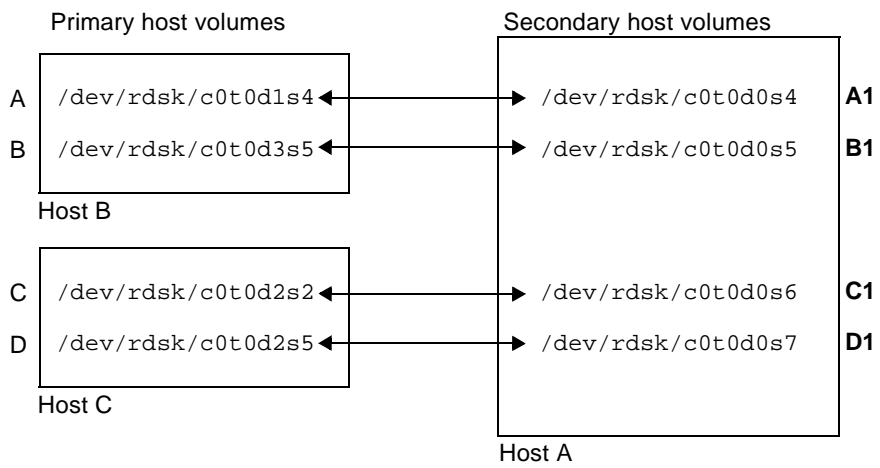 Primary host volumes
Secondary host volumes
A /dev/rdsk/c0t0d1s4 /dev/rdsk/c0t0d0s4 A1
B /dev/rdsk/c0t0d3s5 /dev/rdsk/c0t0d0s5 B1
Host B
C /dev/rdsk/c0t0d2s2 /dev/rdsk/c0t0d0s6 C1
D /dev/rdsk/c0t0d2s5 /dev/rdsk/c0t0d0s7 D1
Host C
Host A